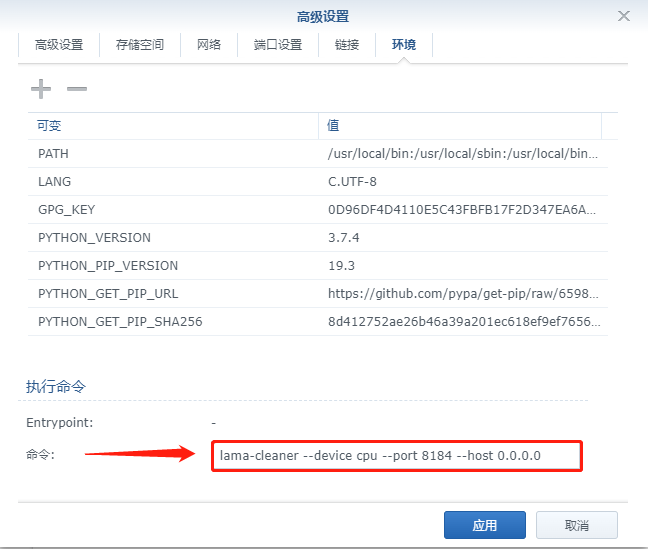 高级设置
高级设置 存储空间 网络 端口设置 链接 环境
可变 值
PATH /usr/local/bin:/usr/local/sbin:/usr/local/bin...
LANG C.UTF-8
GPG_KEY 0D96DF4D4110E5C43FBFB17F2D347EA6A...
PYTHON_VERSION 3.7.4
PYTHON_PIP_VERSION 19.3
PYTHON_GET_PIP_URL https://github.com/pypa/get-pip/raw/6598...
PYTHON_GET_PIP_SHA256 8d412752ae26b46a39a201ec618ef9ef7656...
执行命令
Entrypoint: -
命令: lama-cleaner --device cpu --port 8184 --host 0.0.0.0
应用 取消